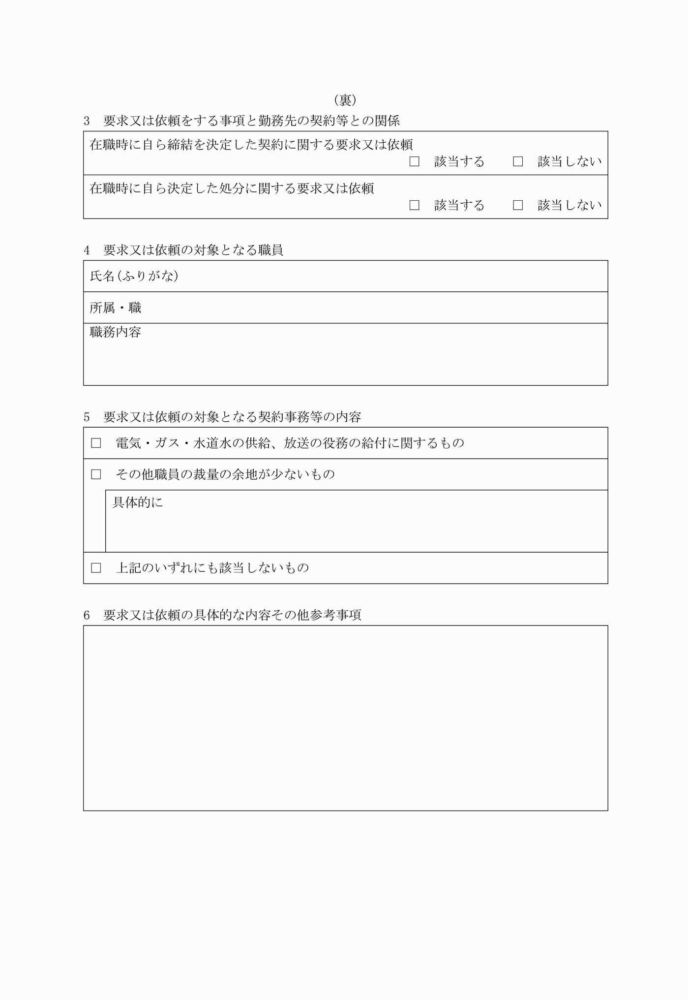 （裏）
3　要求又は依頼をする事項と勤務先の契約等との関係
在職時に自ら締結を決定した契約に関する要求又は依頼
□　該当する　　□　該当しない
在職時に自ら決定した処分に関する要求又は依頼
□　該当する　　□　該当しない
4　要求又は依頼の対象となる職員
氏名(ふりがな)
所属・職
職務内容
5　要求又は依頼の対象となる契約事務等の内容
□　電気・ガス・水道水の供給、放送の役務の給付に関するもの
□　その他職員の裁量の余地が少ないもの
具体的に
□　上記のいずれにも該当しないもの
6　要求又は依頼の具体的な内容その他参考事項